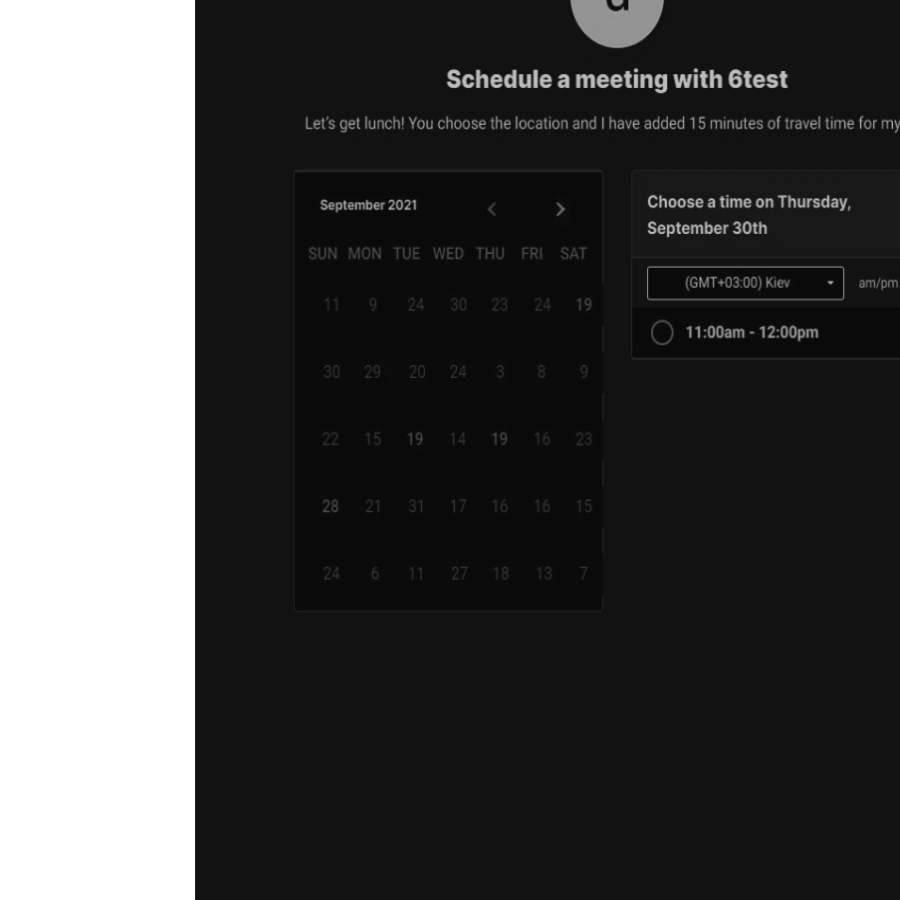 d
Schedule a meeting with 6test
Let's get lunch! You choose the location and I have added 15 minutes of travel time for my
September 2021
SUN MON TUE WED THU FRI SAT
11 9 24 30 23 24 19
30 29 20 24 3 8 9
22 15 19 14 19 16 23
28 21 31 17 16 16 15
24 6 11 27 18 13 7
Choose a time on Thursday,
September 30th
(GMT+03:00) Kiev am/pm
11:00am - 12:00pm